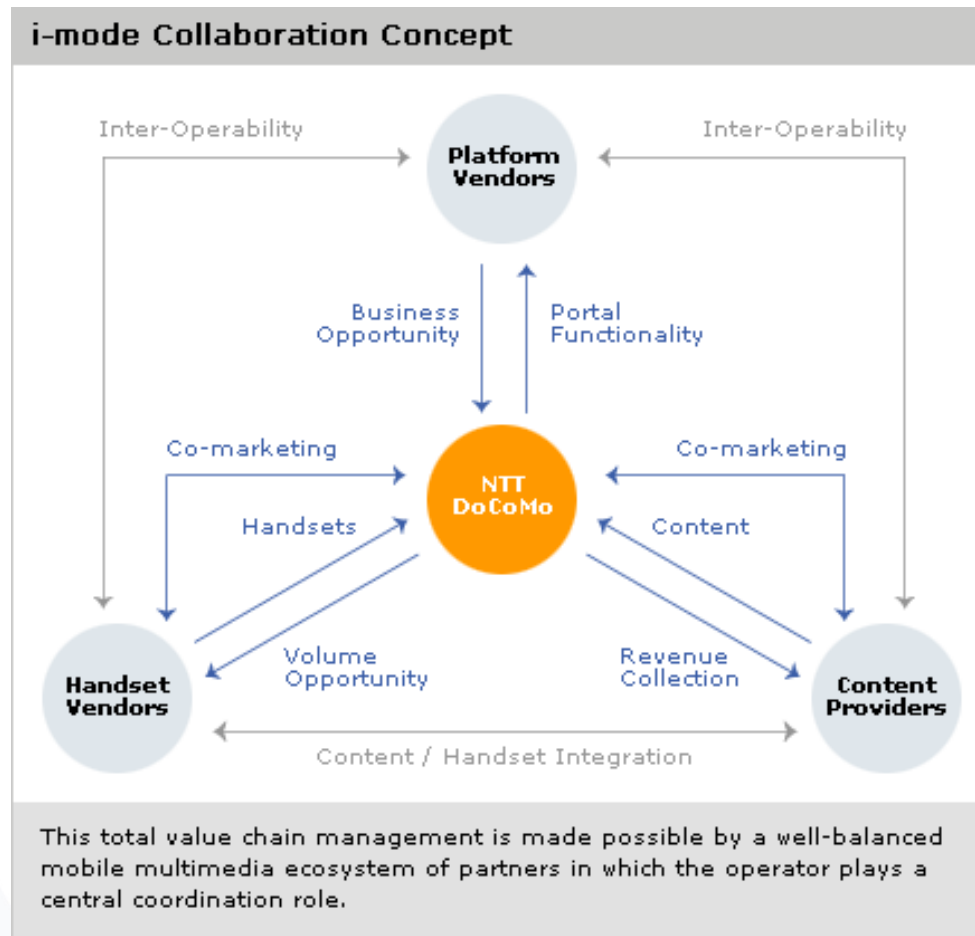 i-mode Collaboration Concept
Inter-Operability
Inter-Operability
Platform
Vendors
Business
Opportunity
Portal
Functionality
Co-marketing
Co-marketing
NTT
DoCoMo
Handsets
Content
Volume
Opportunity
Revenue
Collection
Handset
Vendors
Content
Providers
Content / Handset Integration
This total value chain management is made possible by a well-balanced
mobile multimedia ecosystem of partners in which the operator plays a
central coordination role.